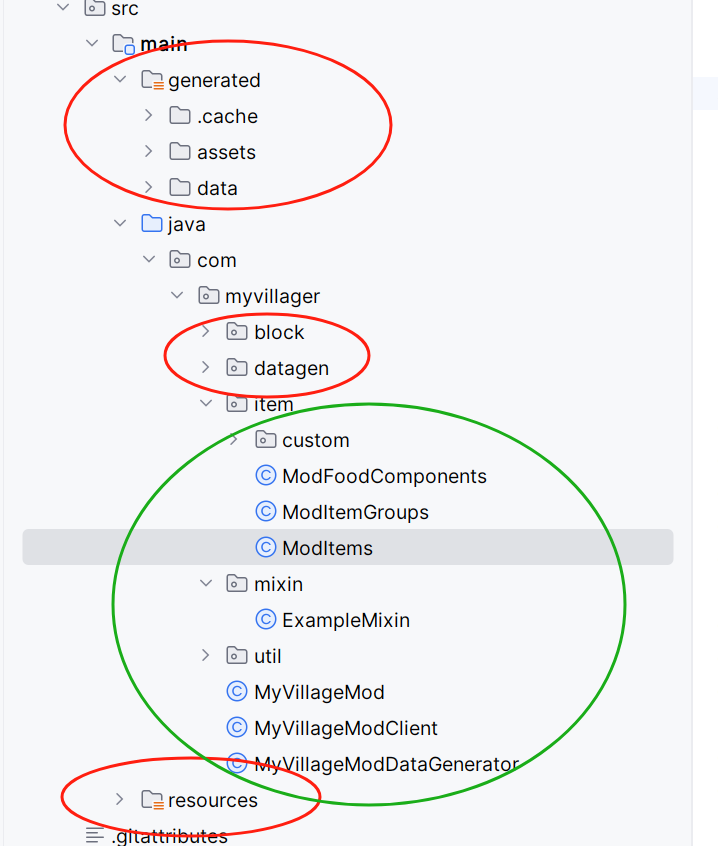 src
main
generated
.cache
assets
data
java
com
myvillager
block
datagen
item
custom
ModFoodComponents
ModItemGroups
ModItems
mixin
ExampleMixin
util
MyVillageMod
MyVillageModClient
MyVillageModDataGenerator
resources
.gitattributes